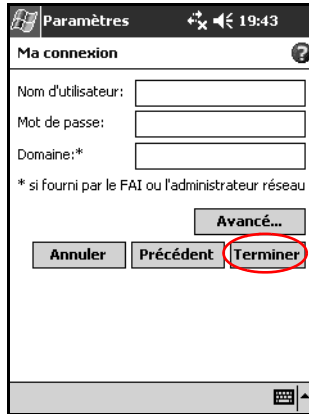 Paramètres 19:43
Ma connexion ?
Nom d'utilisateur:
Mot de passe:
Domaine:*
* si fourni par le FAI ou l'administrateur réseau
Avancé...
Annuler Précédent Terminer